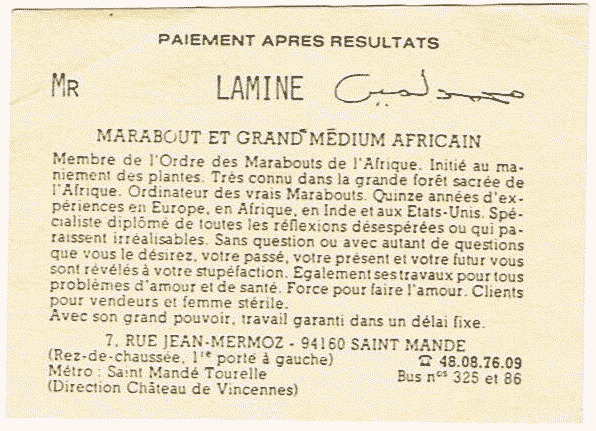 PAIEMENT APRES RESULTATS
MR LAMINE محمد لمين
MARABOUT ET GRAND MÉDIUM AFRICAIN
Membre de l'Ordre des Marabouts de l'Afrique. Initié au ma-
niement des plantes. Très connu dans la grande forêt sacrée de
l'Afrique. Ordinateur des vrais Marabouts. Quinze années d'ex-
périences en Europe, en Afrique, en Inde et aux Etats-Unis. Spé-
cialiste diplômé de toutes les réflexions désespérées ou qui pa-
raissent irréalisables. Sans question ou avec autant de questions
que vous le désirez, votre passé, votre présent et votre futur vous
sont révélés à votre stupéfaction. Egalement ses travaux pour tous
problèmes d'amour et de santé. Force pour faire l'amour. Clients
pour vendeurs et femme stérile.
Avec son grand pouvoir, travail garanti dans un délai fixe.
7, RUE JEAN-MERMOZ - 94160 SAINT MANDE
(Rez-de-chaussée, 1re porte à gauche) ☎ 48.08.76.09
Métro : Saint Mandé Tourelle Bus nos 325 et 86
(Direction Château de Vincennes)